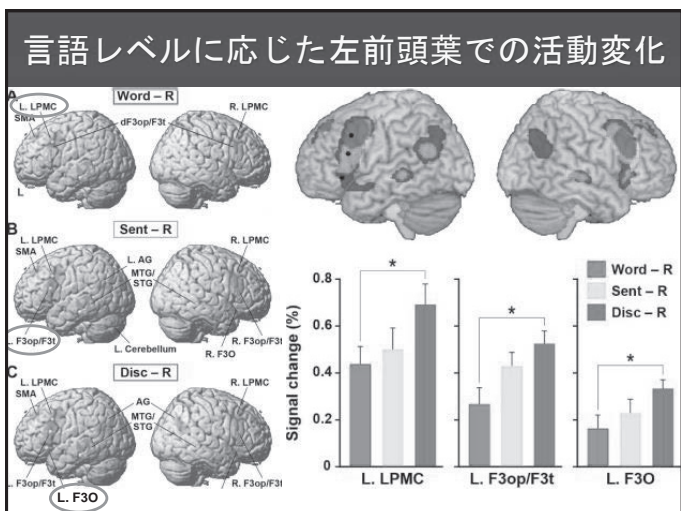 言語レベルに応じた左前頭葉での活動変化
A
Word – R
L. LPMC
SMA
dF3op/F3t
R. LPMC
L
B
Sent – R
L. LPMC
SMA
L. AG
MTG/
STG
R. LPMC
L. F3op/F3t
L. Cerebellum
R. F3O
R. F3op/F3t
C
Disc – R
L. LPMC
SMA
AG
MTG/
STG
R. LPMC
L. F3op/F3t
L. F3O
R. F3op/F3t
Signal change (%)
0.8
0.6
0.4
0.2
0
*
*
*
Word – R
Sent – R
Disc – R
L. LPMC
L. F3op/F3t
L. F3O